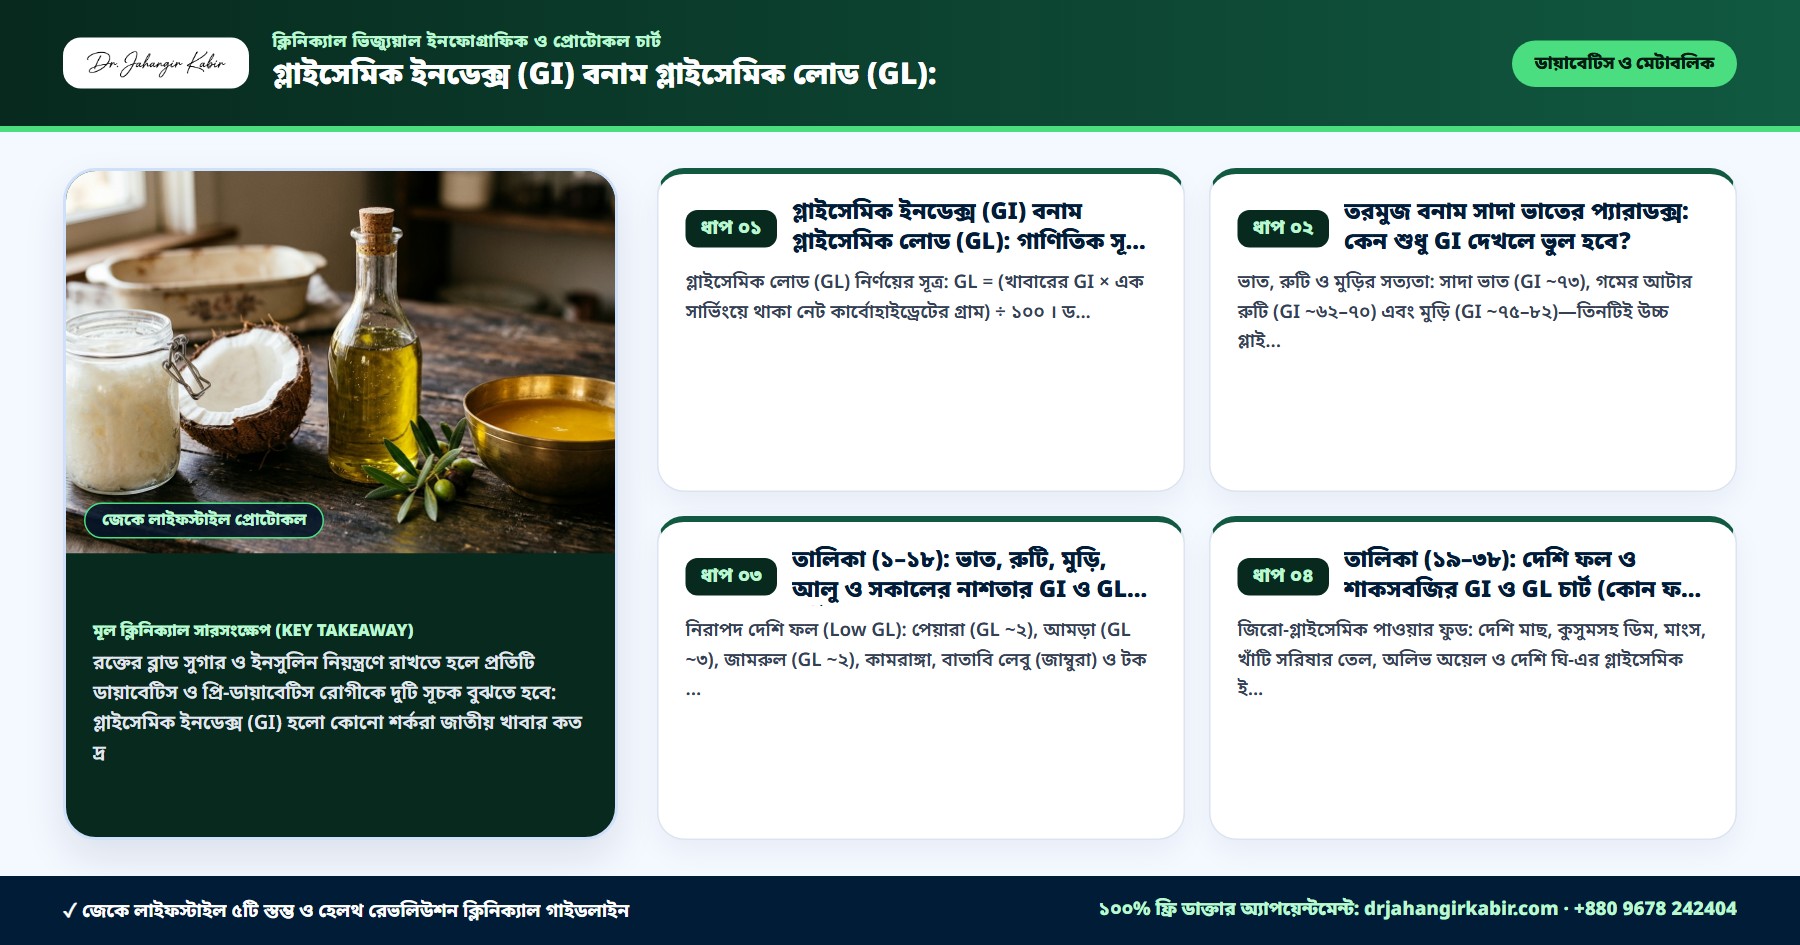 Dr. Jahangir Kabir
ক্লিনিক্যাল ভিজ্যুয়াল ইনফোগ্রাফিক ও প্রোটোকল চার্ট
গ্লাইসেমিক ইনডেক্স (GI) বনাম গ্লাইসেমিক লোড (GL):
ডায়াবেটিস ও মেটাবলিক
জেকে লাইফস্টাইল প্রোটোকল
মূল ক্লিনিক্যাল সারসংক্ষেপ (KEY TAKEAWAY)
রক্তের ব্লাড সুগার ও ইনসুলিন নিয়ন্ত্রণে রাখতে হলে প্রতিটি
ডায়াবেটিস ও প্রি-ডায়াবেটিস রোগীকে দুটি সূচক বুঝতে হবে:
গ্লাইসেমিক ইনডেক্স (GI) হলো কোনো শর্করা জাতীয় খাবার কত
দ্র
ধাপ ০১
গ্লাইসেমিক ইনডেক্স (GI) বনাম
গ্লাইসেমিক লোড (GL): গাণিতিক সূ...
গ্লাইসেমিক লোড (GL) নির্ণয়ের সূত্র: GL = (খাবারের GI × এক
সার্ভিংয়ে থাকা নেট কার্বোহাইড্রেটের গ্রাম) ÷ ১০০ । ড...
ধাপ ০২
তরমুজ বনাম সাদা ভাতের প্যারাডক্স:
কেন শুধু GI দেখলে ভুল হবে?
ভাত, রুটি ও মুড়ির সত্যতা: সাদা ভাত (GI ~৭৩), গমের আটার
রুটি (GI ~৬২–৭০) এবং মুড়ি (GI ~৭৫–৮২)—তিনটিই উচ্চ
গ্লাই...
ধাপ ০৩
তালিকা (১–১৮): ভাত, রুটি, মুড়ি,
আলু ও সকালের নাশতার GI ও GL...
নিরাপদ দেশি ফল (Low GL): পেয়ারা (GL ~২), আমড়া (GL
~৩), জামরুল (GL ~২), কামরাঙ্গা, বাতাবি লেবু (জাম্বুরা) ও টক
...
ধাপ ০৪
তালিকা (১৯–৩৮): দেশি ফল ও
শাকসবজির GI ও GL চার্ট (কোন ফ...
জিরো-গ্লাইসেমিক পাওয়ার ফুড: দেশি মাছ, কুসুমসহ ডিম, মাংস,
খাঁটি সরিষার তেল, অলিভ অয়েল ও দেশি ঘি-এর গ্লাইসেমিক
ই...
✓ জেকে লাইফস্টাইল ৫টি স্তম্ভ ও হেলথ রেভলিউশন ক্লিনিক্যাল গাইডলাইন
১০০% ফ্রি ডাক্তার অ্যাপয়েন্টমেন্ট: drjahangirkabir.com · +880 9678 242404